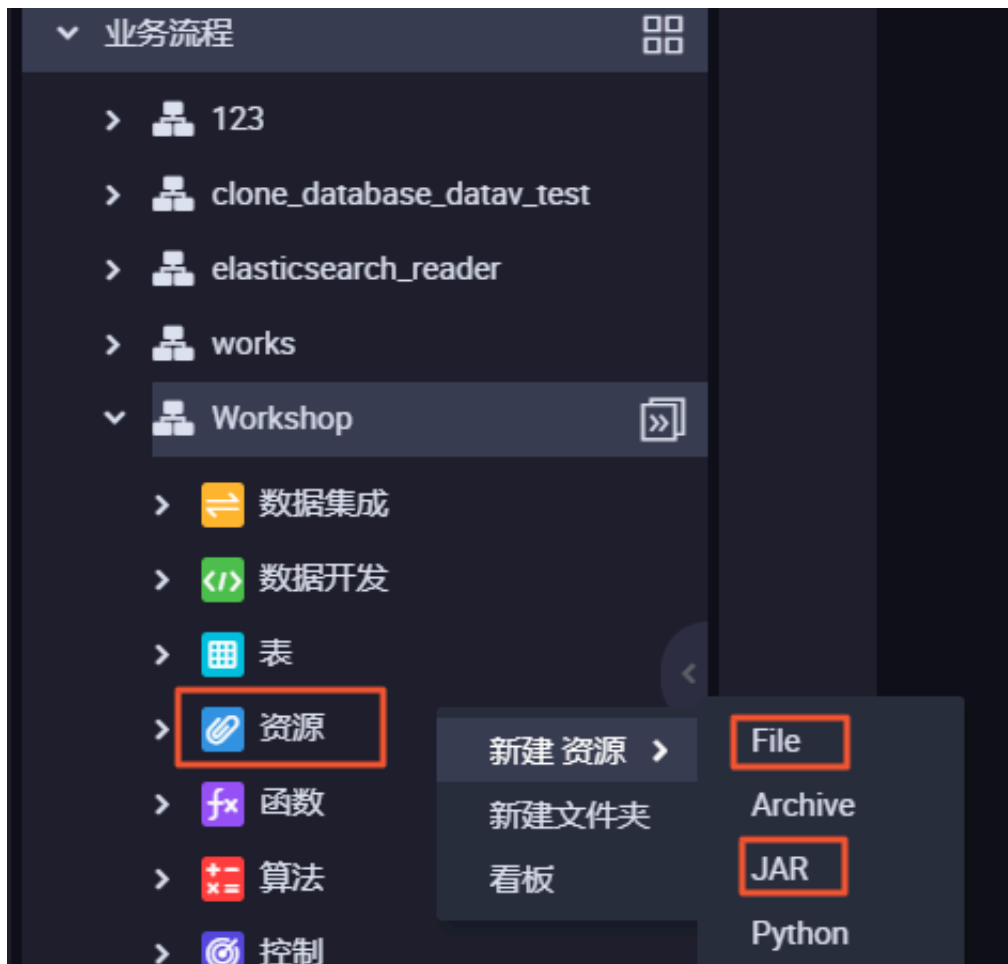 业务流程
123
clone_database_datav_test
elasticsearch_reader
works
Workshop
数据集成
数据开发
表
资源
函数
算法
控制
新建 资源
新建文件夹
看板
File
Archive
JAR
Python